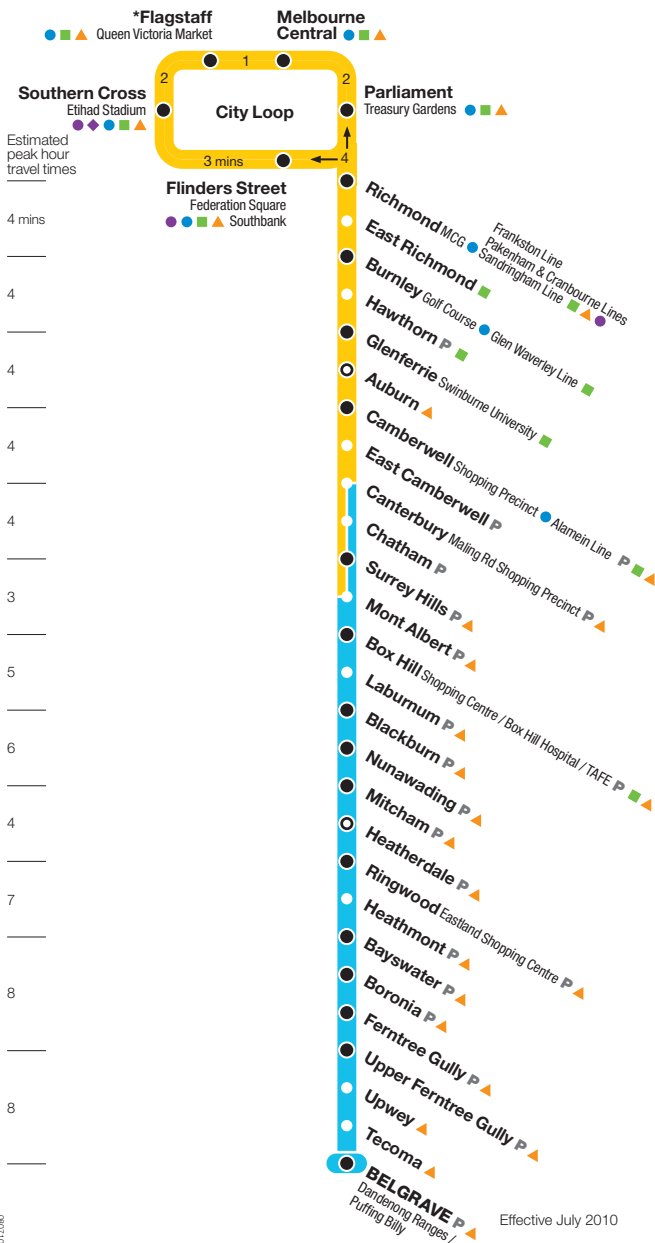 *Flagstaff
Queen Victoria Market
Melbourne
Central
2
1
2
Southern Cross
Etihad Stadium
City Loop
Parliament
Treasury Gardens
Estimated
peak hour
travel times
3 mins
4
Flinders Street
Federation Square
Southbank
4 mins
4
4
4
4
3
5
6
4
7
8
8
Richmond MCG
Frankston Line
Pakenham & Cranbourne Lines
Sandringham Line
East Richmond
Burnley Golf Course Glen Waverley Line
Hawthorn P
Glenferrie Swinburne University
Auburn
Camberwell Shopping Precinct Alamein Line P
East Camberwell P
Canterbury Maling Rd Shopping Precinct P
Chatham P
Surrey Hills P
Mont Albert P
Box Hill Shopping Centre / Box Hill Hospital / TAFE P
Laburnum P
Blackburn P
Nunawading P
Mitcham P
Heatherdale P
Ringwood Eastland Shopping Centre P
Heathmont P
Bayswater P
Boronia P
Ferntree Gully P
Upper Ferntree Gully P
Upwey
Tecoma
BELGRAVE P
Dandenong Ranges /
Puffing Billy
Effective July 2010